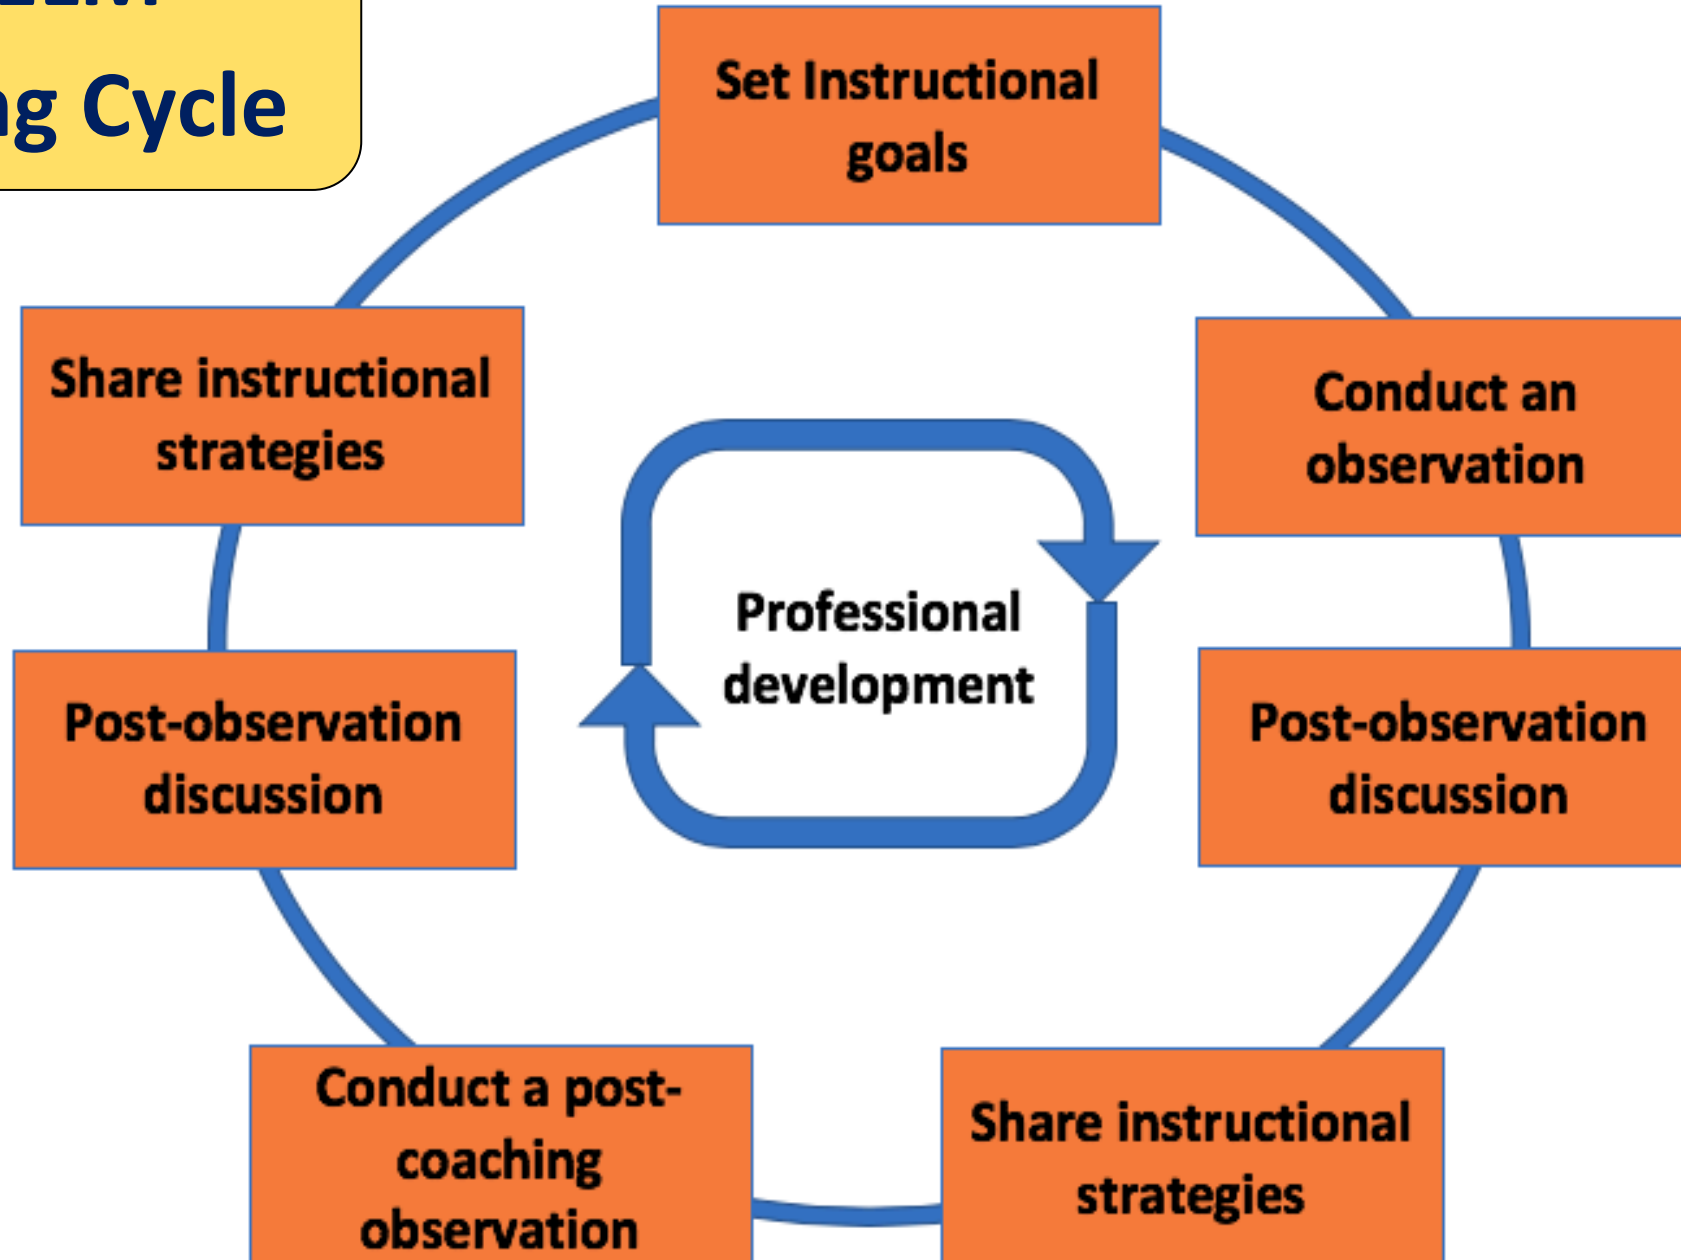 Cycle
Set Instructional
goals
Conduct an
observation
Post-observation
discussion
Share instructional
strategies
Conduct a post-
coaching
observation
Post-observation
discussion
Share instructional
strategies
Professional
development